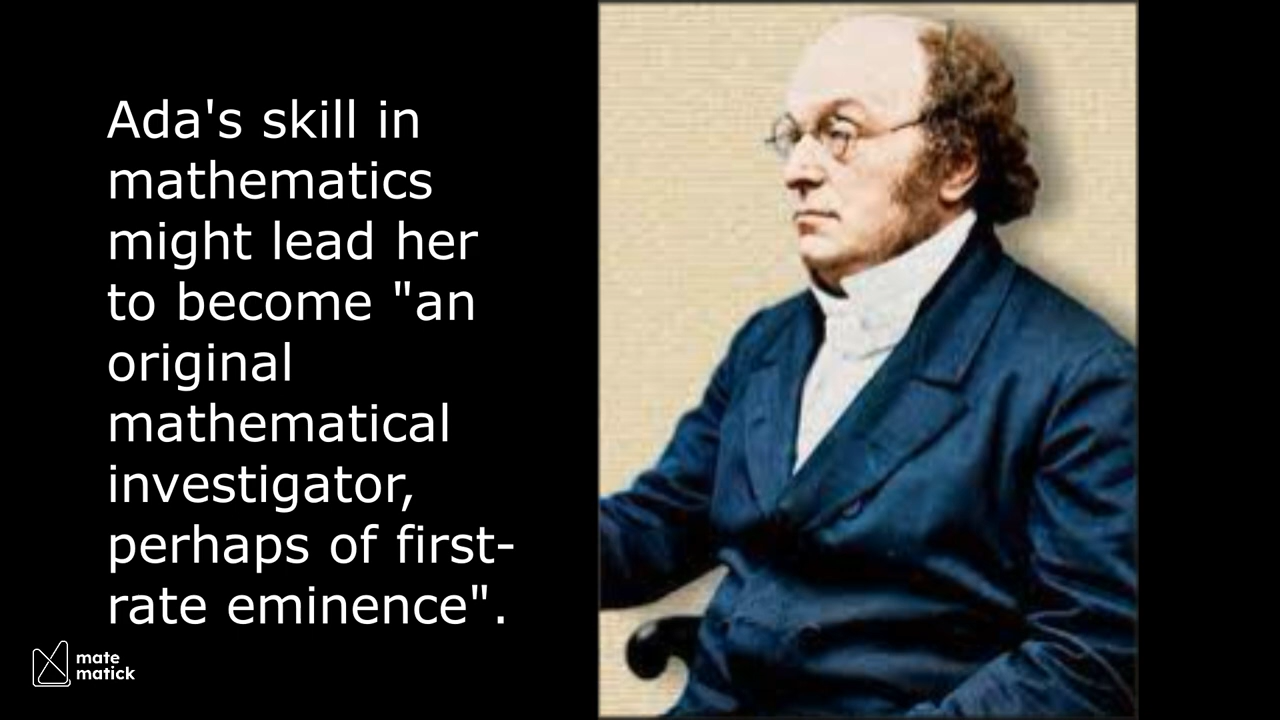 Ada's skill in
mathematics
might lead her
to become "an
original
mathematical
investigator,
perhaps of first-
rate eminence".
mate
matick